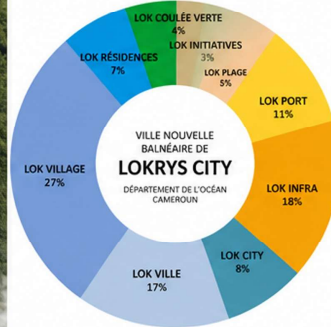 LOK COULÉE VERTE
4%
LOK INITIATIVES
3%
LOK PLAGE
5%
LOK PORT
11%
LOK INFRA
18%
LOK CITY
8%
LOK VILLE
17%
LOK VILLAGE
27%
LOK RÉSIDENCES
7%
VILLE NOUVELLE
BALNÉAIRE DE
LOKRYS CITY
DÉPARTEMENT DE L'OCÉAN
CAMEROUN